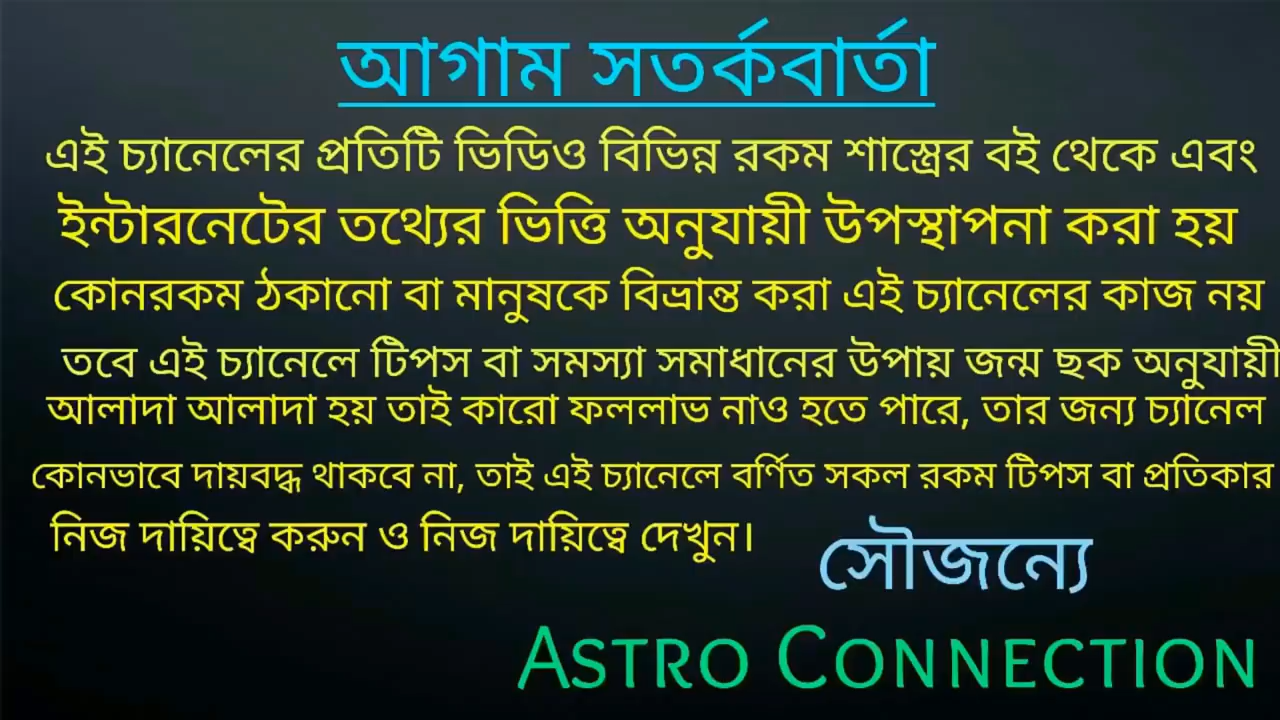 আগাম সতর্কবার্তা
এই চ্যানেলের প্রতিটি ভিডিও বিভিন্ন রকম শাস্ত্রের বই থেকে এবং
ইন্টারনেটের তথ্যের ভিত্তি অনুযায়ী উপস্থাপনা করা হয়
কোনরকম ঠকানো বা মানুষকে বিভ্রান্ত করা এই চ্যানেলের কাজ নয়
তবে এই চ্যানেলে টিপস বা সমস্যা সমাধানের উপায় জন্ম ছক অনুযায়ী
আলাদা আলাদা হয় তাই কারো ফললাভ নাও হতে পারে, তার জন্য চ্যানেল
কোনভাবে দায়বদ্ধ থাকবে না, তাই এই চ্যানেলে বর্ণিত সকল রকম টিপস বা প্রতিকার
নিজ দায়িত্বে করুন ও নিজ দায়িত্বে দেখুন।
সৌজন্যে
ASTRO CONNECTION